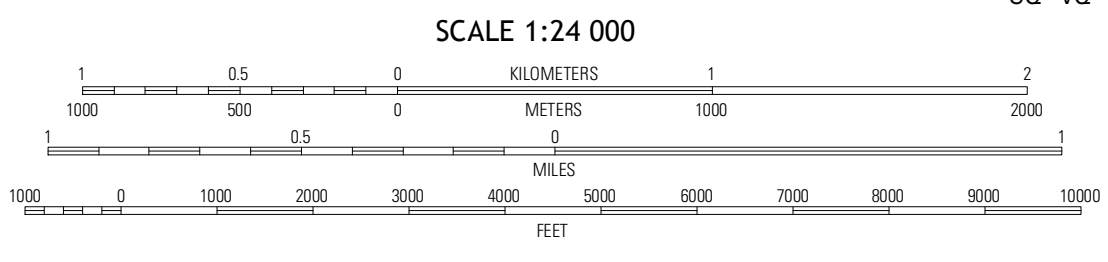 SCALE 1:24 000
1 0.5 0 KILOMETERS 1 2
1000 500 0 METERS 1000 2000
1 0.5 0 1
MILES
1000 0 1000 2000 3000 4000 5000 6000 7000 8000 9000 10000
FEET